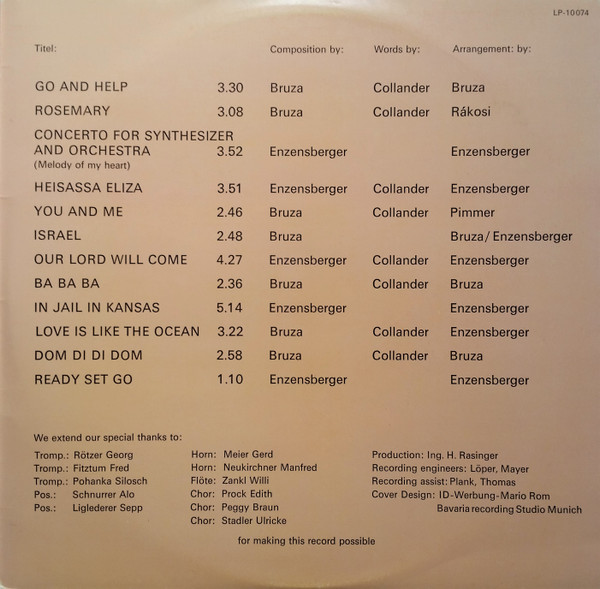 LP-10074
Titel: Composition by: Words by: Arrangement: by:
GO AND HELP 3.30 Bruza Collander Bruza
ROSEMARY 3.08 Bruza Collander Rákosi
CONCERTO FOR SYNTHESIZER
AND ORCHESTRA 3.52 Enzensberger Enzensberger
(Melody of my heart)
HEISASSA ELIZA 3.51 Enzensberger Collander Enzensberger
YOU AND ME 2.46 Bruza Collander Pimmer
ISRAEL 2.48 Bruza Bruza/Enzensberger
OUR LORD WILL COME 4.27 Enzensberger Collander Enzensberger
BA BA BA 2.36 Bruza Collander Bruza
IN JAIL IN KANSAS 5.14 Enzensberger Enzensberger
LOVE IS LIKE THE OCEAN 3.22 Bruza Collander Enzensberger
DOM DI DI DOM 2.58 Bruza Collander Bruza
READY SET GO 1.10 Enzensberger Enzensberger
We extend our special thanks to:
Tromp.: Rötzer Georg
Tromp.: Fitztum Fred
Tromp.: Pohanka Silosch
Pos.: Schnurrer Alo
Pos.: Liglederer Sepp
Horn: Meier Gerd
Horn: Neukirchner Manfred
Flöte: Zankl Willi
Chor: Prock Edith
Chor: Peggy Braun
Chor: Stadler Ulricke
Production: Ing. H. Rasinger
Recording engineers: Löper, Mayer
Recording assist: Plank, Thomas
Cover Design: ID-Werbung-Mario Rom
Bavaria recording Studio Munich
for making this record possible